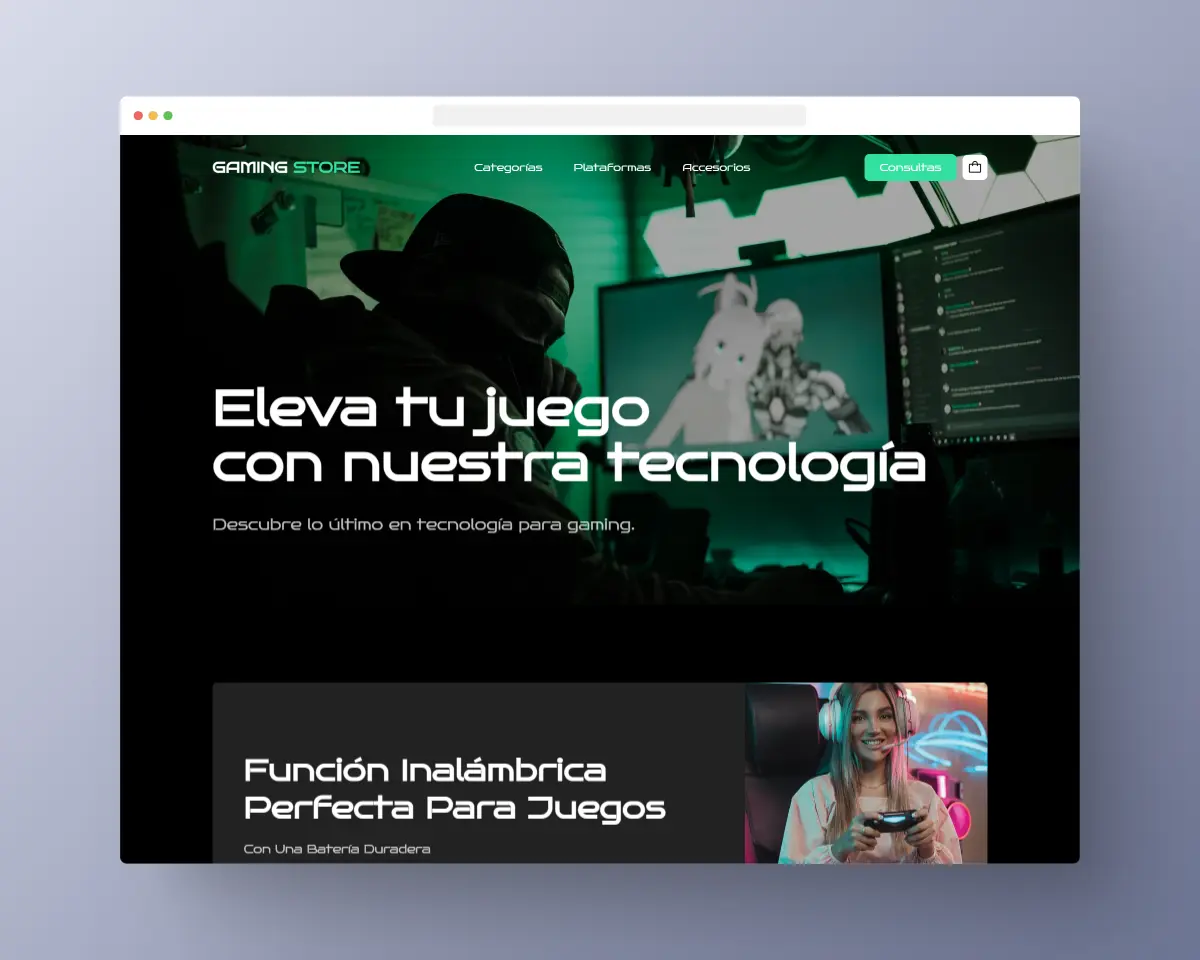 GAMING STORE
Categorías
Plataformas
Accesorios
Consultas
Eleva tu juego
con nuestra tecnología
Descubre lo último en tecnología para gaming.
Función Inalámbrica
Perfecta Para Juegos
Con Una Batería Duradera